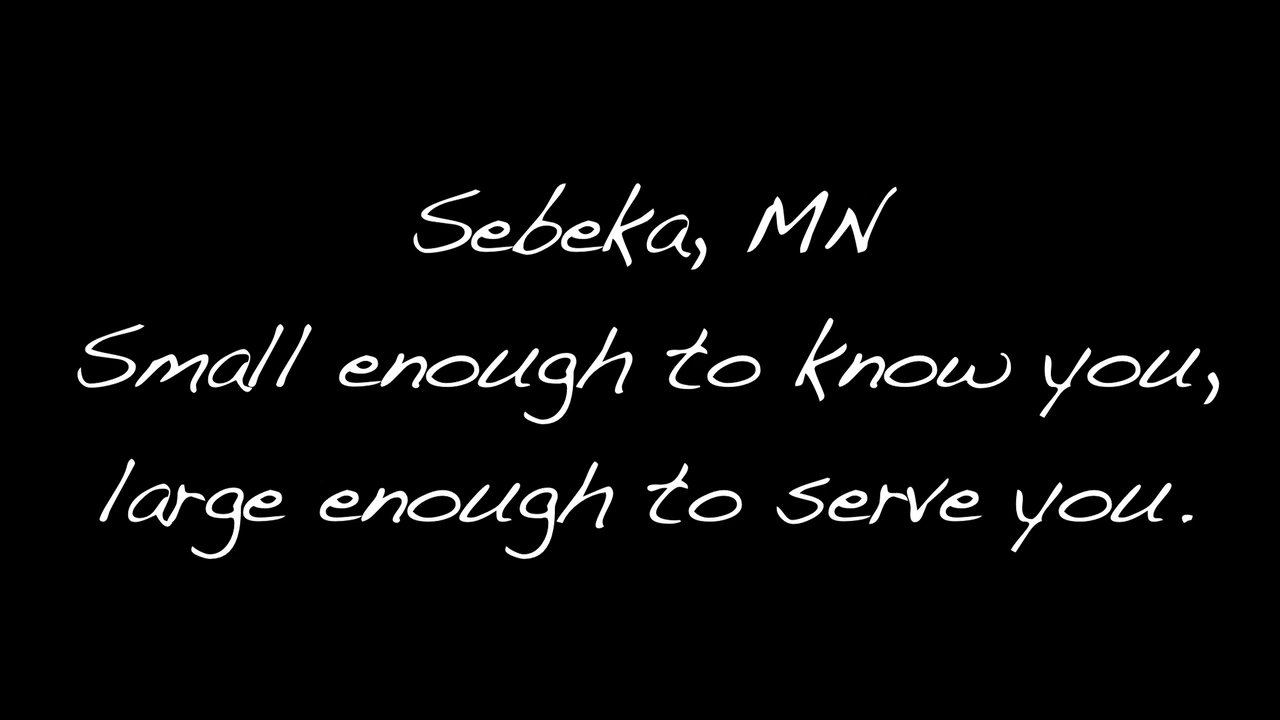 Sebeka, MN
Small enough to know you,
large enough to serve you.